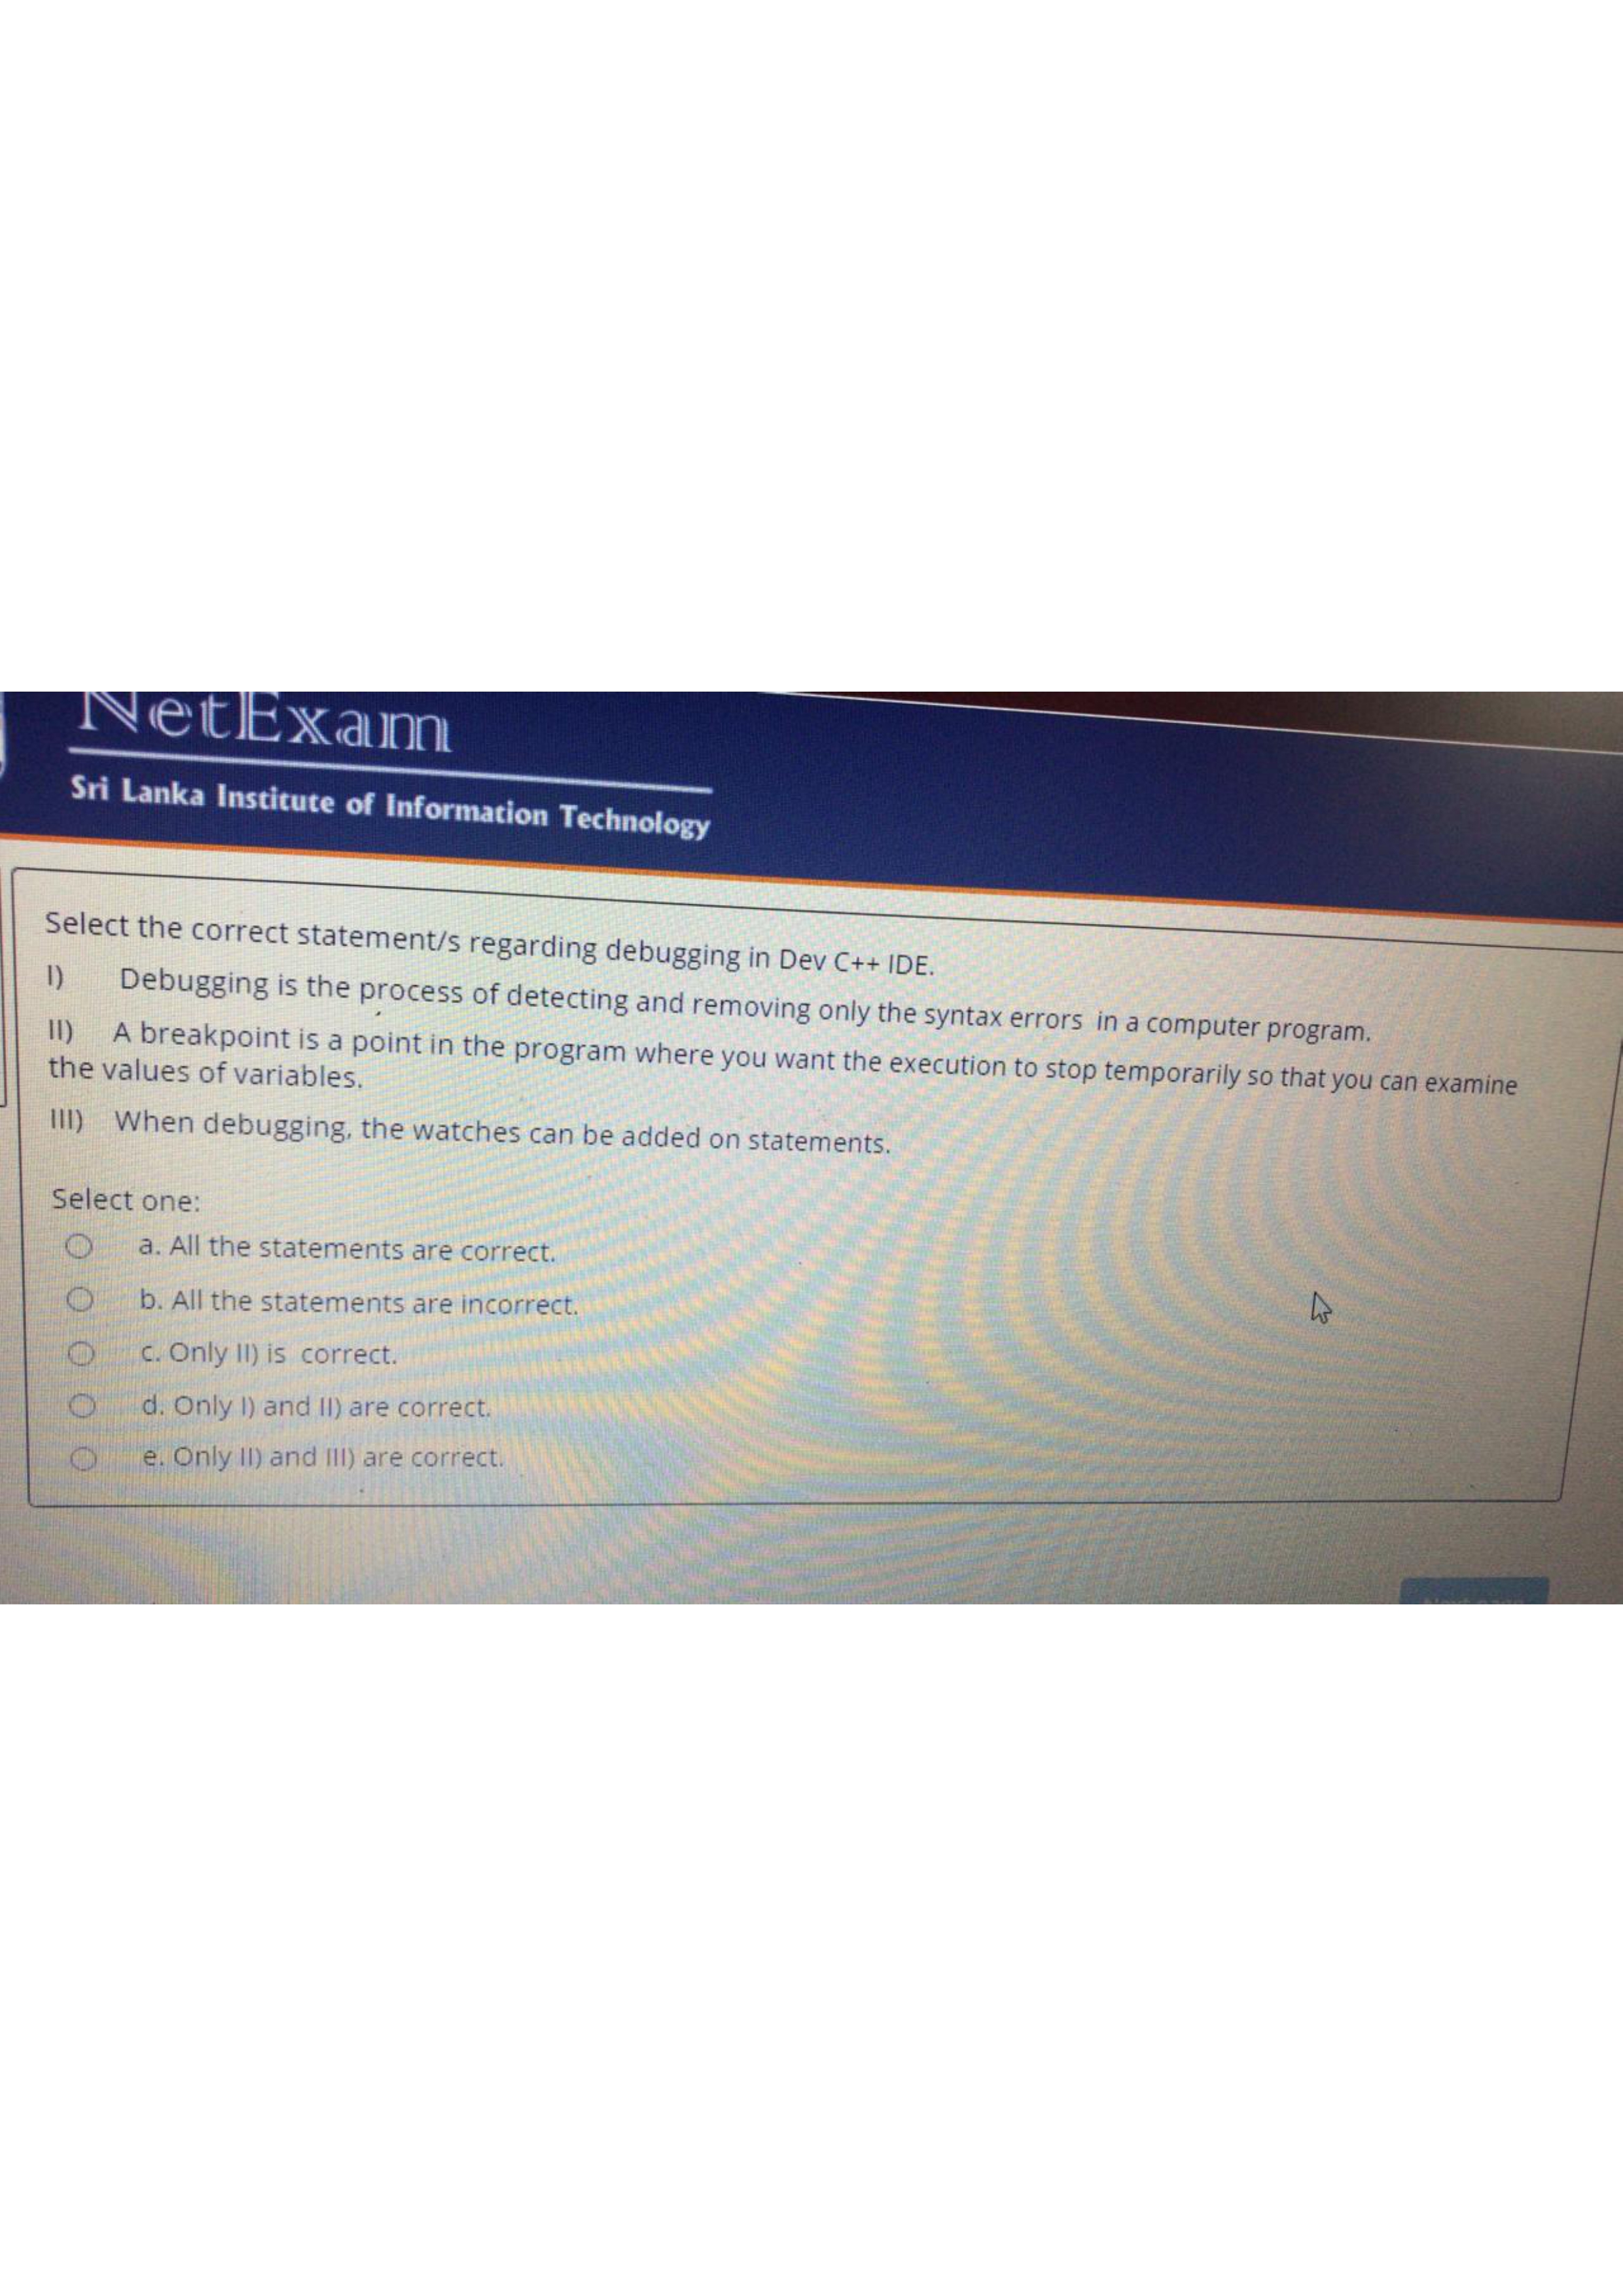 NetExam
Sri Lanka Institute of Information Technology
Select the correct statement/s regarding debugging in Dev C++ IDE.
I) Debugging is the process of detecting and removing only the syntax errors in a computer program.
II) A breakpoint is a point in the program where you want the execution to stop temporarily so that you can examine
the values of variables.
III) When debugging, the watches can be added on statements.
Select one:
a. All the statements are correct.
b. All the statements are incorrect.
c. Only II) is correct.
d. Only I) and II) are correct.
e. Only II) and III) are correct.